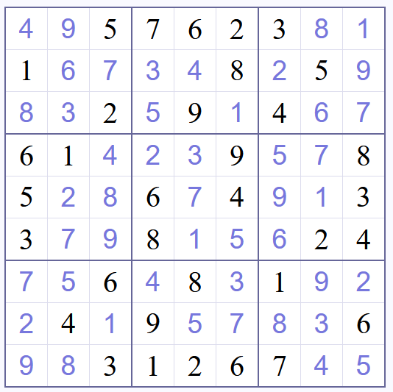 4 9 5 7 6 2 3 8 1
1 6 7 3 4 8 2 5 9
8 3 2 5 9 1 4 6 7
6 1 4 2 3 9 5 7 8
5 2 8 6 7 4 9 1 3
3 7 9 8 1 5 6 2 4
7 5 6 4 8 3 1 9 2
2 4 1 9 5 7 8 3 6
9 8 3 1 2 6 7 4 5